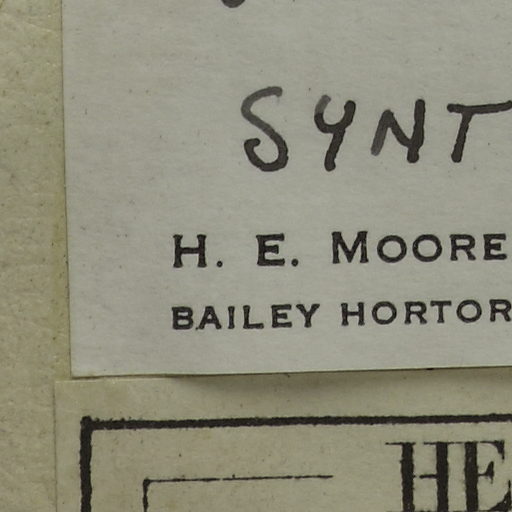 SYNT
H. E. MOORE
BAILEY HORTOR
HE